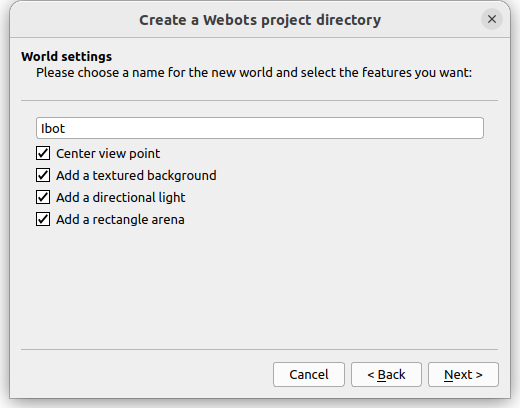 Create a Webots project directory
World settings
Please choose a name for the new world and select the features you want:
Ibot
Center view point
Add a textured background
Add a directional light
Add a rectangle arena
Cancel
< Back
Next >